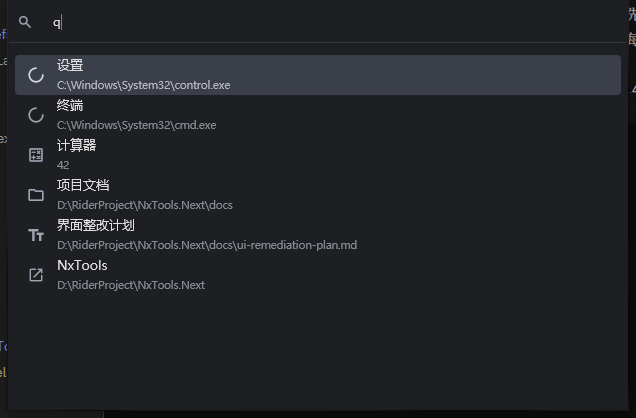 q
设置
C:\Windows\System32\control.exe
终端
C:\Windows\System32\cmd.exe
计算器
42
项目文档
D:\RiderProject\NxTools.Next\docs
界面整改计划
D:\RiderProject\NxTools.Next\docs\ui-remediation-plan.md
NxTools
D:\RiderProject\NxTools.Next